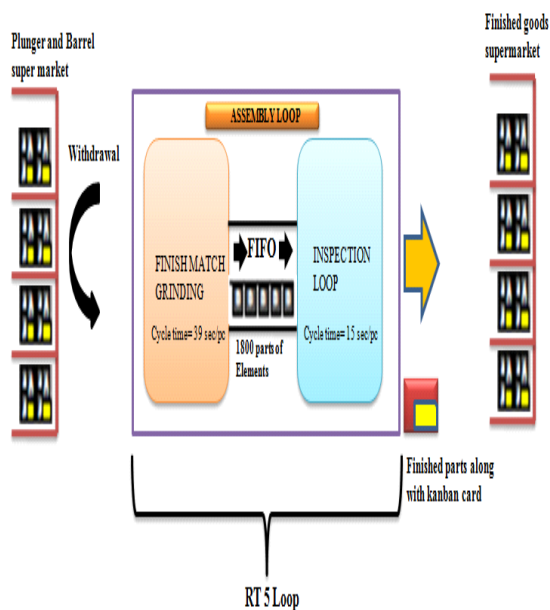 Plunger and Barrel
super market
Withdrawal
ASSEMBLY LOOP
FINISH MATCH
GRINDING
Cycle time= 39 sec/pc
FIFO
1800 parts of
Elements
INSPECTION
LOOP
Cycle time= 15 sec/pc
Finished goods
supermarket
Finished parts along
with kanban card
RT 5 Loop